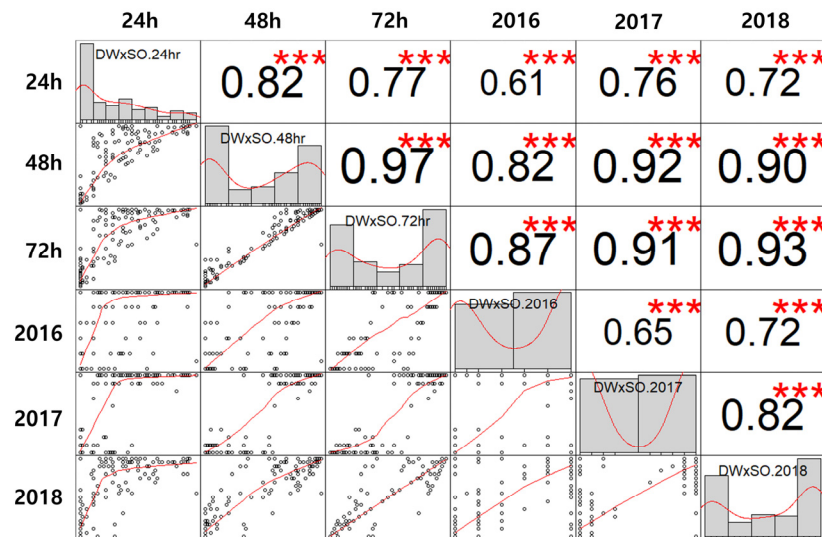 24h 48h 72h 2016 2017 2018
24h DWxSO.24hr 0.82*** 0.77*** 0.61*** 0.76*** 0.72***
48h DWxSO.48hr 0.97*** 0.82*** 0.92*** 0.90***
72h DWxSO.72hr 0.87*** 0.91*** 0.93***
2016 DWxSO.2016 0.65*** 0.72***
2017 DWxSO.2017 0.82***
2018 DWxSO.2018